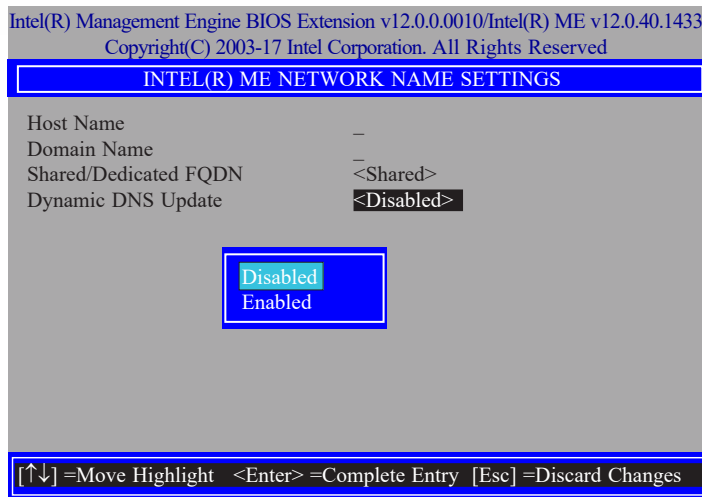 Intel(R) Management Engine BIOS Extension v12.0.0.0010/Intel(R) ME v12.0.40.1433
Copyright(C) 2003-17 Intel Corporation. All Rights Reserved
INTEL(R) ME NETWORK NAME SETTINGS
Host Name _
Domain Name _
Shared/Dedicated FQDN <Shared>
Dynamic DNS Update <Disabled>
Disabled
Enabled
[↑↓] =Move Highlight <Enter> =Complete Entry [Esc] =Discard Changes